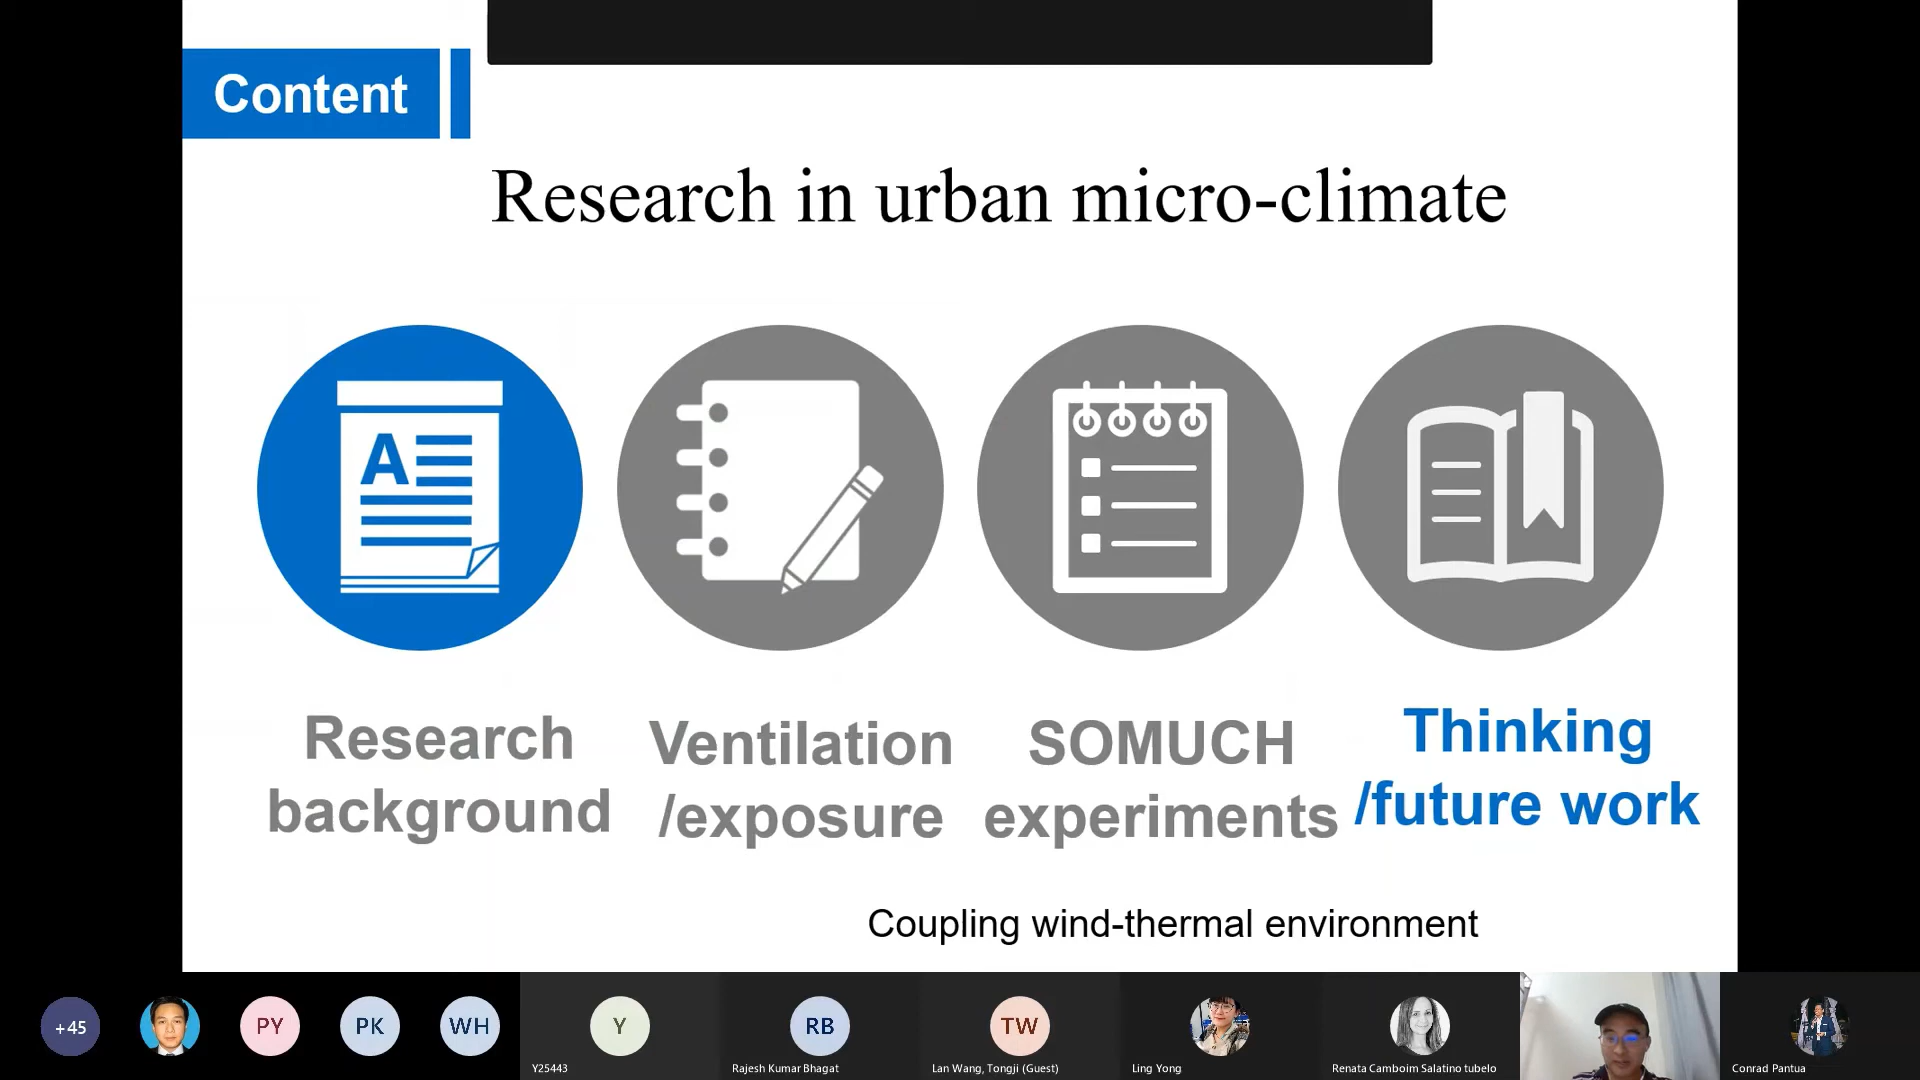 Content
Research in urban micro-climate
A
Research
background
Ventilation
/exposure
SOMUCH
experiments
Thinking
/future work
Coupling wind-thermal environment
+45
PY
PK
WH
Y
Y25443
RB
Rajesh Kumar Bhagat
TW
Lan Wang, Tongji (Guest)
Ling Yong
Renata Camboim Salatino tubelo
Conrad Pantua